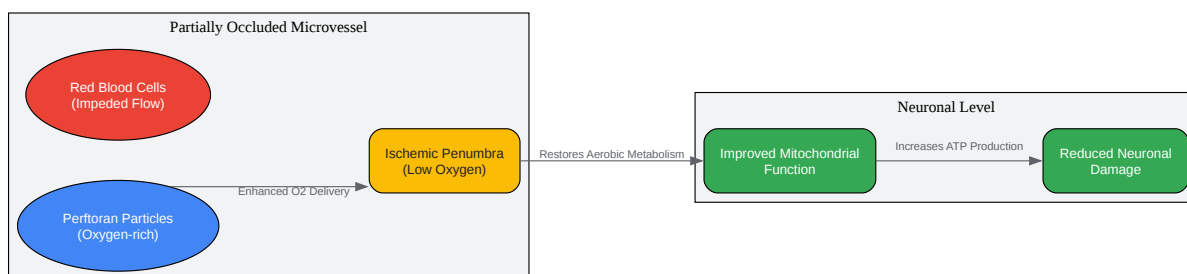 Partially Occluded Microvessel
Red Blood Cells
(Impeded Flow)
Perftoran Particles
(Oxygen-rich)
Enhanced O2 Delivery
Ischemic Penumbra
(Low Oxygen)
Restores Aerobic Metabolism
Neuronal Level
Improved Mitochondrial
Function
Increases ATP Production
Reduced Neuronal
Damage